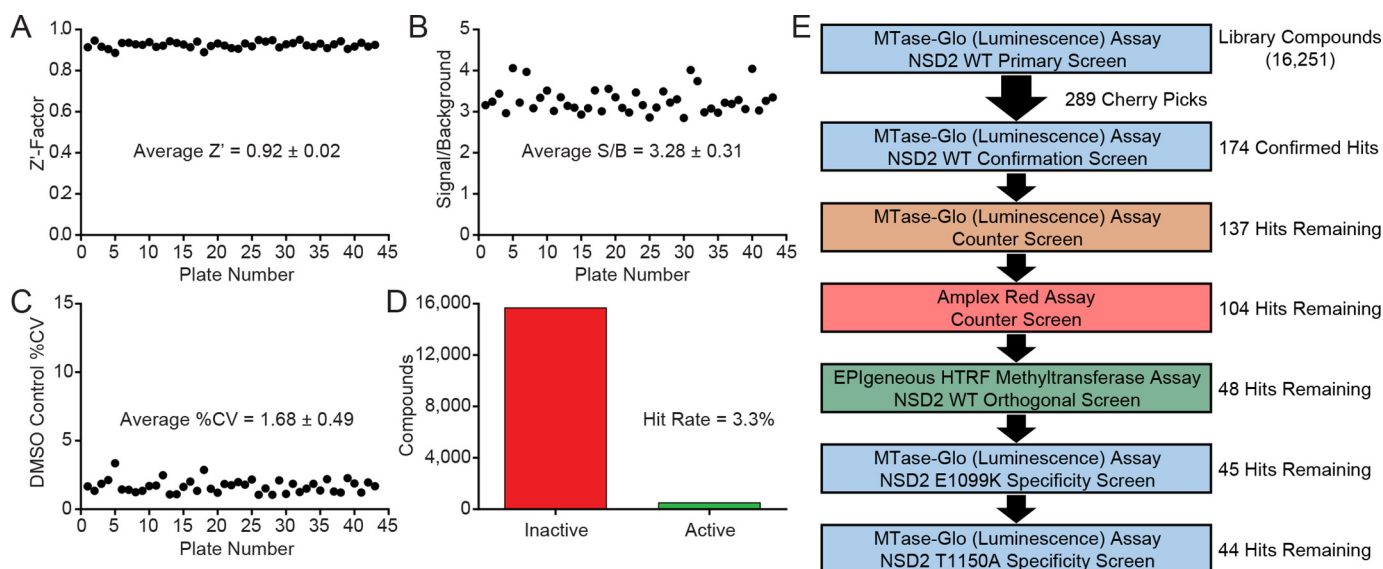 A
1.0
0.8
0.6
0.4
0.2
0.0
Z'-Factor
Average Z' = 0.92 ± 0.02
0 5 10 15 20 25 30 35 40 45
Plate Number
B
5
4
3
2
1
0
Signal/Background
Average S/B = 3.28 ± 0.31
0 5 10 15 20 25 30 35 40 45
Plate Number
C
15
10
5
0
DMSO Control %CV
Average %CV = 1.68 ± 0.49
0 5 10 15 20 25 30 35 40 45
Plate Number
D
16,000
12,000
8,000
4,000
0
Compounds
Hit Rate = 3.3%
Inactive Active
E
MTase-Glo (Luminescence) Assay
NSD2 WT Primary Screen
Library Compounds
(16,251)
289 Cherry Picks
MTase-Glo (Luminescence) Assay
NSD2 WT Confirmation Screen
174 Confirmed Hits
MTase-Glo (Luminescence) Assay
Counter Screen
137 Hits Remaining
Amplex Red Assay
Counter Screen
104 Hits Remaining
EPIgeneous HTRF Methyltransferase Assay
NSD2 WT Orthogonal Screen
48 Hits Remaining
MTase-Glo (Luminescence) Assay
NSD2 E1099K Specificity Screen
45 Hits Remaining
MTase-Glo (Luminescence) Assay
NSD2 T1150A Specificity Screen
44 Hits Remaining